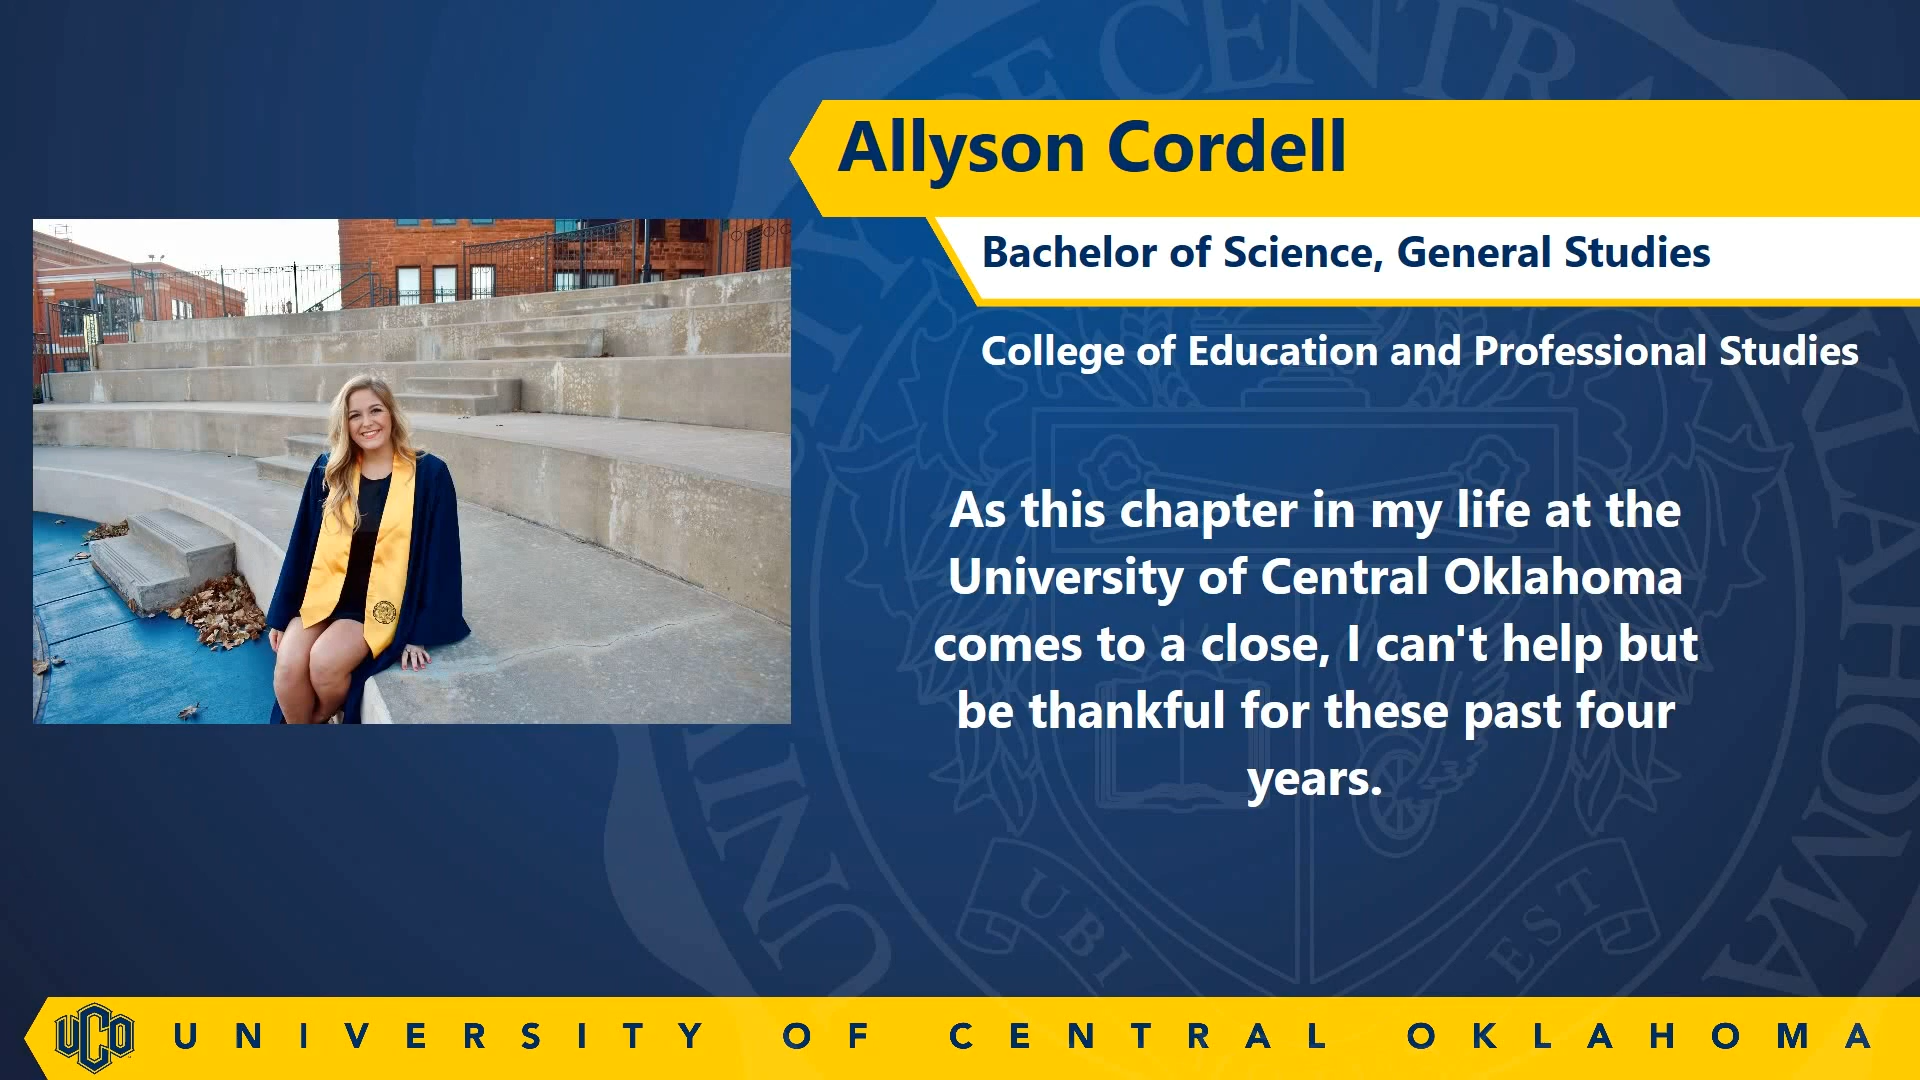 Allyson Cordell
Bachelor of Science, General Studies
College of Education and Professional Studies
As this chapter in my life at the
University of Central Oklahoma
comes to a close, I can't help but
be thankful for these past four
years.
UBI
EST
UCO
UNIVERSITY OF CENTRAL OKLAHOMA